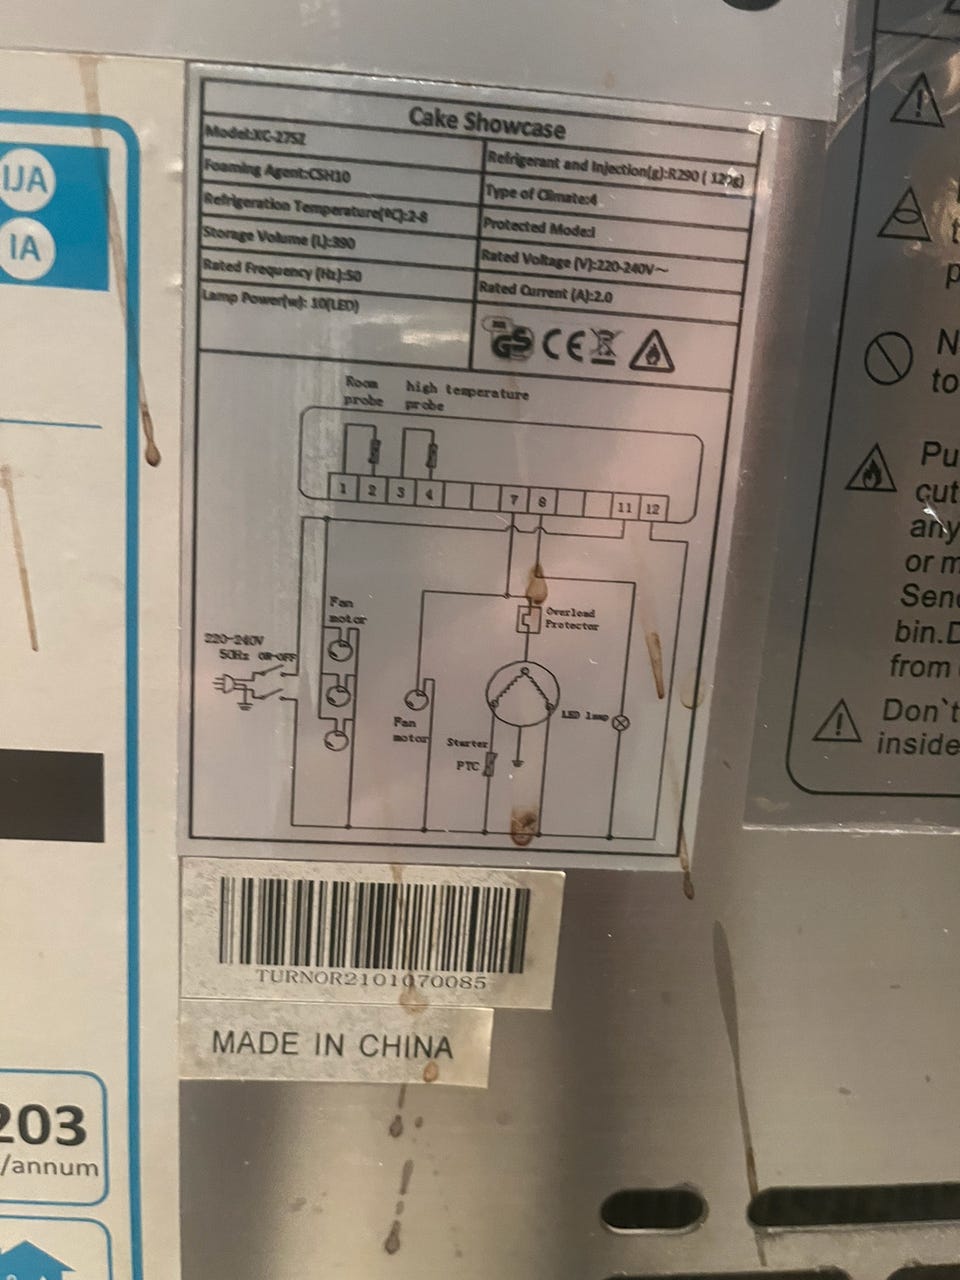 Cake Showcase
Model:XC-275Z
Refrigerant and Injection(g):R290 ( 120g)
Foaming Agent:C5H10
Type of Climate:4
Refrigeration Temperature(ºC):2-8
Protected Mode:I
Storage Volume (L):390
Rated Voltage (V):220-240V~
Rated Frequency (Hz):50
Rated Current (A):2.0
Lamp Power(w): 10(LED)
GS CE
Room probe
high temperature probe
1 2 3 4 7 8 11 12
Fan motor
Overload Protector
220-240V
50Hz ON-OFF
Fan motor
LED lamp
Starter
PTC
TURNOR2101070085
MADE IN CHINA
IJA
IA
203
/annum
N
to
Pu
cut
any
or m
Send
bin.D
from
Don`t
inside